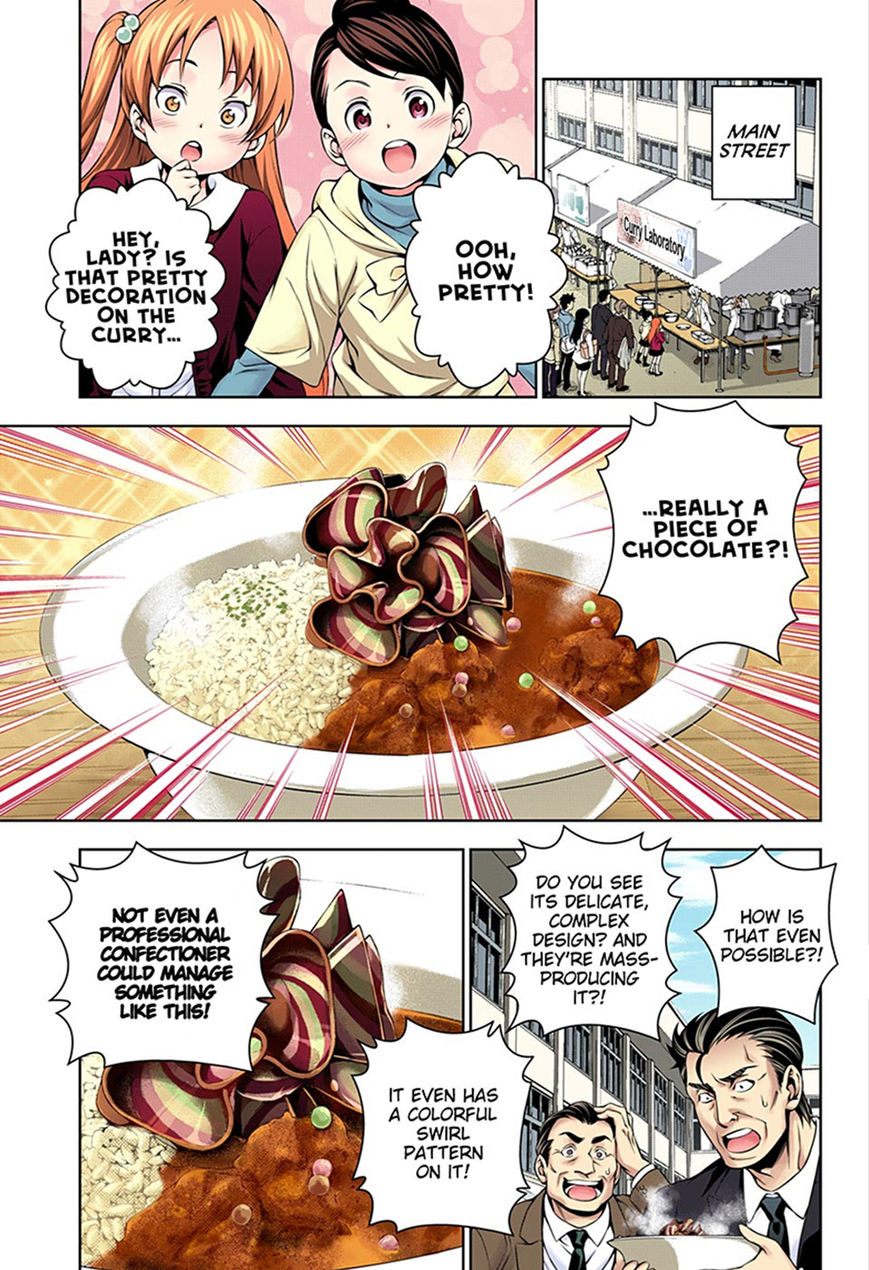 MAIN
STREET
Curry Laboratory
OOH,
HOW
PRETTY!
HEY,
LADY? IS
THAT PRETTY
DECORATION
ON THE
CURRY...
...REALLY A
PIECE OF
CHOCOLATE?!
HOW IS
THAT EVEN
POSSIBLE?!
DO YOU SEE
ITS DELICATE,
COMPLEX
DESIGN? AND
THEY'RE MASS-
PRODUCING
IT?!
IT EVEN HAS
A COLORFUL
SWIRL
PATTERN
ON IT!
NOT EVEN A
PROFESSIONAL
CONFECTIONER
COULD MANAGE
SOMETHING
LIKE THIS!